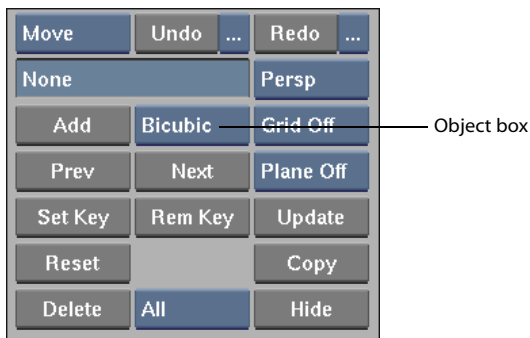 Move Undo ... Redo ...
None Persp
Add Bicubic Grid Off Object box
Prev Next Plane Off
Set Key Rem Key Update
Reset Copy
Delete All Hide